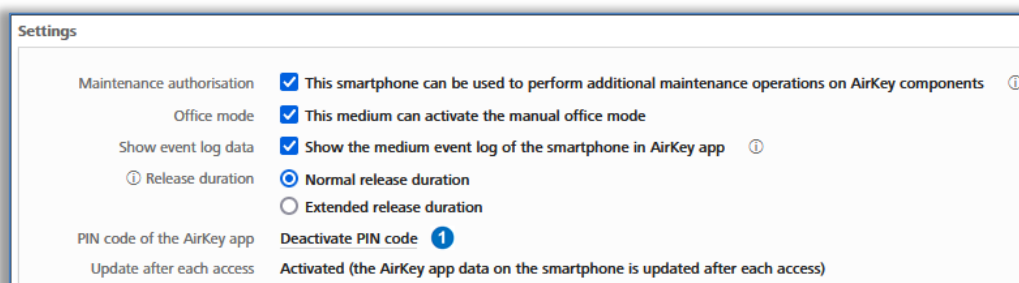 Settings
Maintenance authorisation This smartphone can be used to perform additional maintenance operations on AirKey components ⓘ
Office mode This medium can activate the manual office mode
Show event log data Show the medium event log of the smartphone in AirKey app ⓘ
ⓘ Release duration Normal release duration
Extended release duration
PIN code of the AirKey app Deactivate PIN code 1
Update after each access Activated (the AirKey app data on the smartphone is updated after each access)